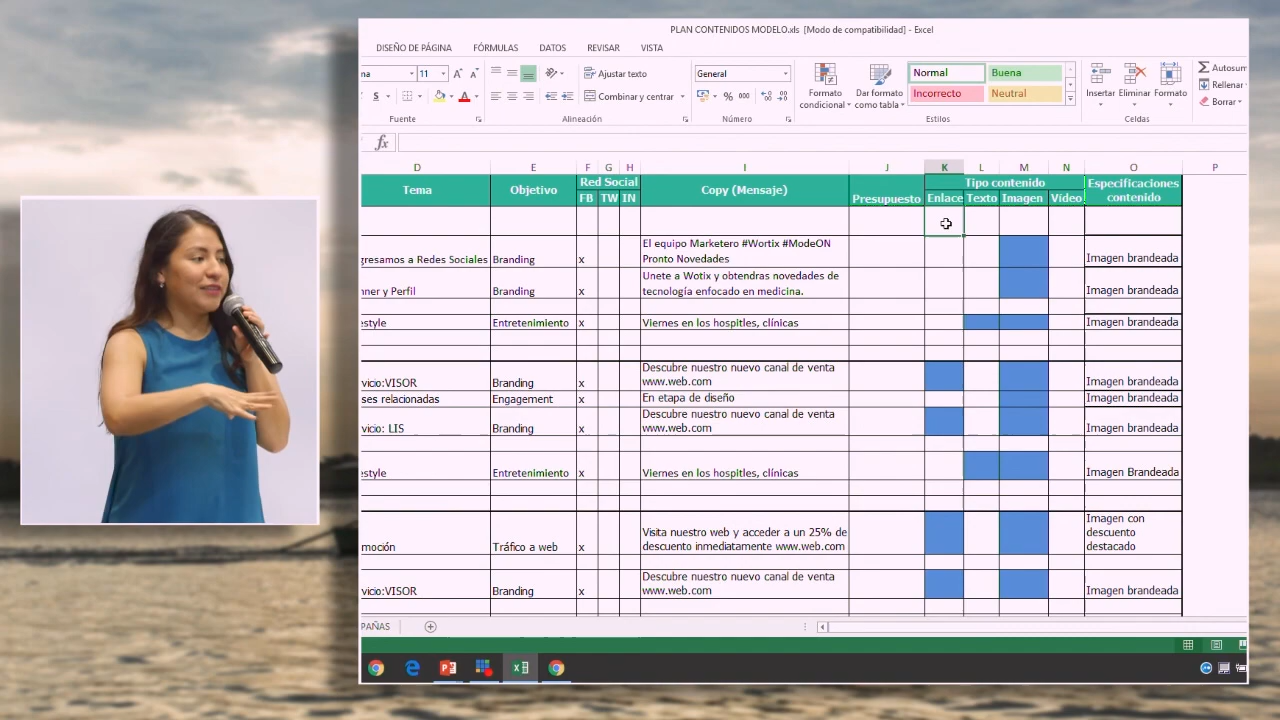 PLAN CONTENIDOS MODELO.xls [Modo de compatibilidad] - Excel
DISEÑO DE PÁGINA FÓRMULAS DATOS REVISAR VISTA
11 Ajustar texto General Normal Buena Autosum
S Combinar y centrar % 000 Incorrecto Neutral Rellenar
Formato condicional Dar formato como tabla Insertar Eliminar Formato Borrar
Fuente Alineación Número Estilos Celdas
fx
D E F G H I J K L M N O P
Tema Objetivo Red Social Copy (Mensaje) Presupuesto Tipo contenido Especificaciones contenido
FB TW IN Enlace Texto Imagen Vídeo
El equipo Marketero #Wortix #ModeON
gresamos a Redes Sociales Branding x Pronto Novedades Imagen brandeada
Unete a Wotix y obtendras novedades de
nner y Perfil Branding x tecnología enfocado en medicina. Imagen brandeada
estyle Entretenimiento x Viernes en los hospitles, clínicas Imagen brandeada
Descubre nuestro nuevo canal de venta
vicio:VISOR Branding x www.web.com Imagen brandeada
ses relacionadas Engagement x En etapa de diseño Imagen brandeada
Descubre nuestro nuevo canal de venta
vicio: LIS Branding x www.web.com Imagen brandeada
estyle Entretenimiento x Viernes en los hospitles, clínicas Imagen Brandeada
Imagen con
Visita nuestro web y acceder a un 25% de descuento
moción Tráfico a web x descuento inmediatamente www.web.com destacado
Descubre nuestro nuevo canal de venta
vicio:VISOR Branding x www.web.com Imagen brandeada
PAÑAS